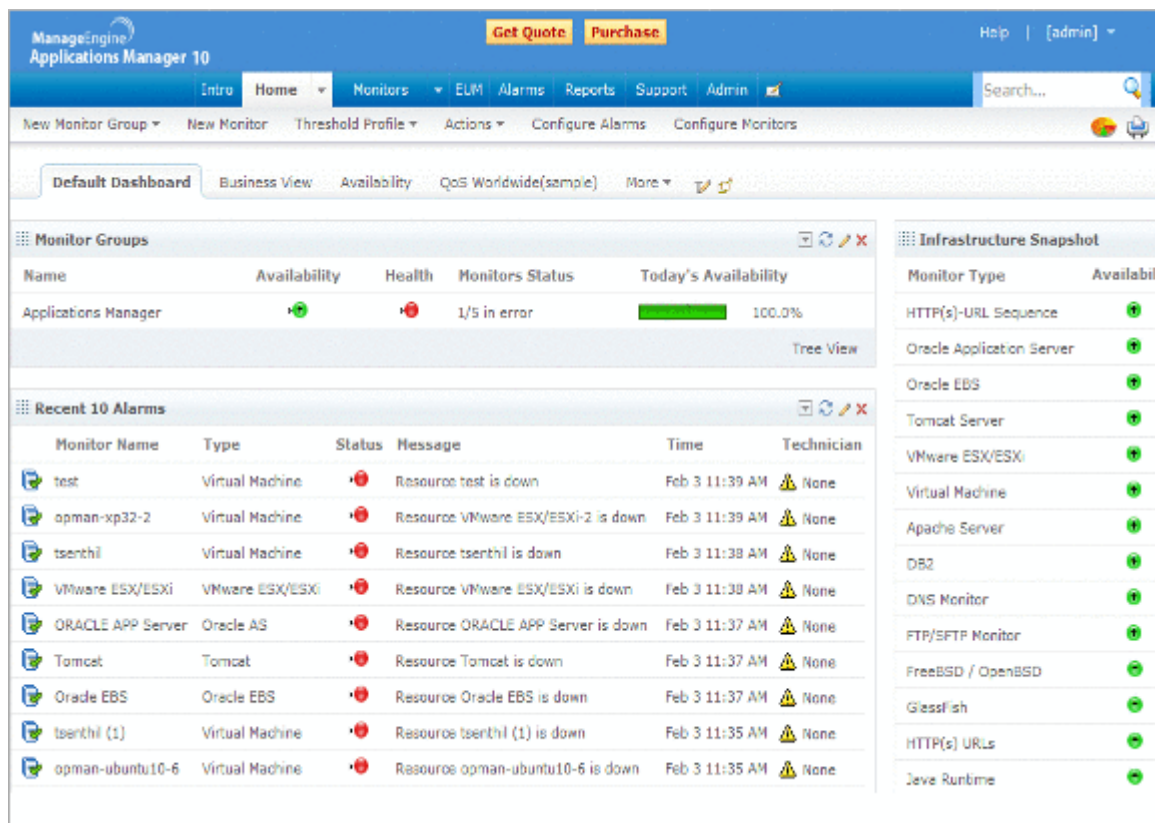 ManageEngine
Applications Manager 10
Get Quote Purchase
Help | [admin]
Intro Home Monitors EUM Alarms Reports Support Admin
Search...
New Monitor Group New Monitor Threshold Profile Actions Configure Alarms Configure Monitors
Default Dashboard Business View Availability QoS Worldwide(sample) More
Monitor Groups
Name Availability Health Monitors Status Today's Availability
Applications Manager 1/5 in error 100.0%
Tree View
Recent 10 Alarms
Monitor Name Type Status Message Time Technician
test Virtual Machine Resource test is down Feb 3 11:39 AM None
opman-xp32-2 Virtual Machine Resource VMware ESX/ESXi-2 is down Feb 3 11:39 AM None
tsenthil Virtual Machine Resource tsenthil is down Feb 3 11:38 AM None
VMware ESX/ESXi VMware ESX/ESXi Resource VMware ESX/ESXi is down Feb 3 11:38 AM None
ORACLE APP Server Oracle AS Resource ORACLE APP Server is down Feb 3 11:37 AM None
Tomcat Tomcat Resource Tomcat is down Feb 3 11:37 AM None
Oracle EBS Oracle EBS Resource Oracle EBS is down Feb 3 11:37 AM None
tsenthil (1) Virtual Machine Resource tsenthil (1) is down Feb 3 11:35 AM None
opman-ubuntu10-6 Virtual Machine Resource opman-ubuntu10-6 is down Feb 3 11:35 AM None
Infrastructure Snapshot
Monitor Type Availabil
HTTP(s)-URL Sequence
Oracle Application Server
Oracle EBS
Tomcat Server
VMware ESX/ESXi
Virtual Machine
Apache Server
DB2
DNS Monitor
FTP/SFTP Monitor
FreeBSD / OpenBSD
GlassFish
HTTP(s) URLs
Java Runtime